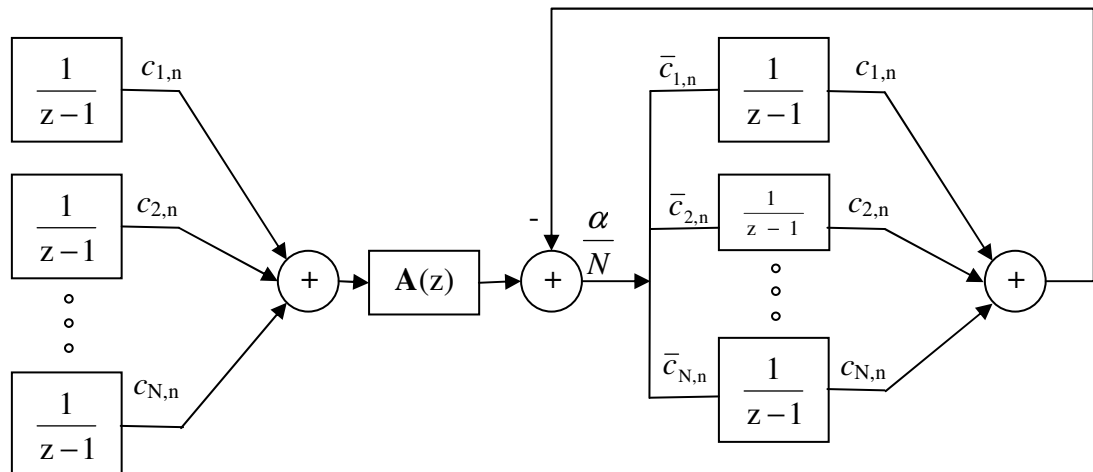 1
z − 1
c1,n
1
z − 1
c2,n
1
z − 1
cN,n
+
A(z)
-
+
α
N
c̄1,n
1
z − 1
c1,n
c̄2,n
1
z − 1
c2,n
c̄N,n
1
z − 1
cN,n
+